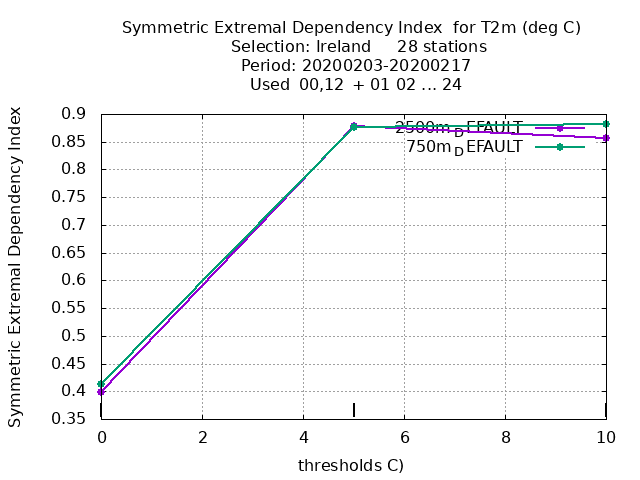 Symmetric Extremal Dependency Index for T2m (deg C)
Selection: Ireland 28 stations
Period: 20200203-20200217
Used 00,12 + 01 02 ... 24
Symmetric Extremal Dependency Index
0.9
0.85
0.8
0.75
0.7
0.65
0.6
0.55
0.5
0.45
0.4
0.35
2500m_DEFAULT
750m_DEFAULT
0 2 4 6 8 10
thresholds C)